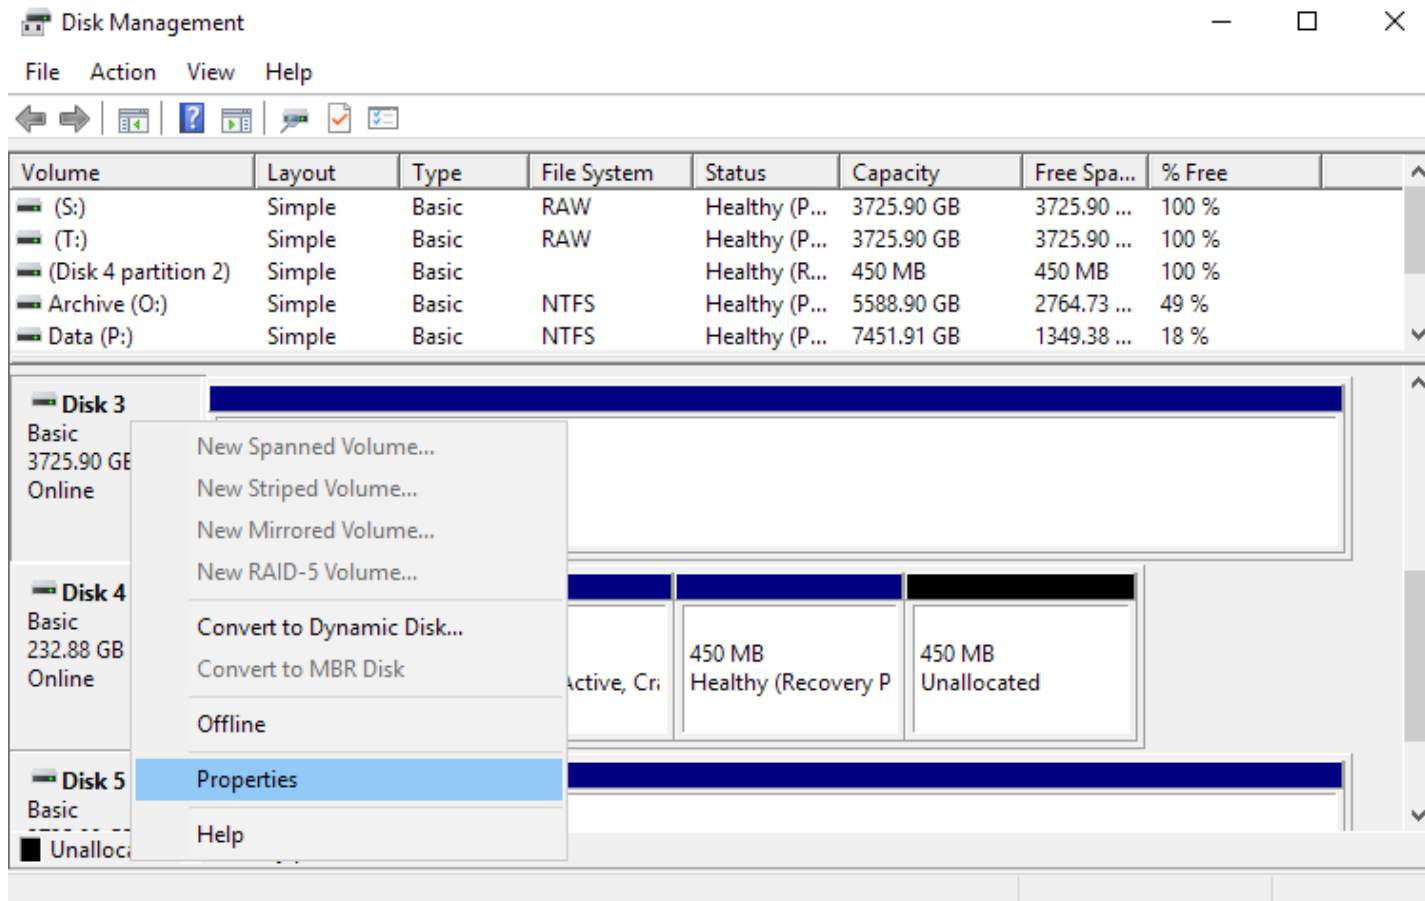 Disk Management
File Action View Help
Volume Layout Type File System Status Capacity Free Spa... % Free
(S:) Simple Basic RAW Healthy (P... 3725.90 GB 3725.90 ... 100 %
(T:) Simple Basic RAW Healthy (P... 3725.90 GB 3725.90 ... 100 %
(Disk 4 partition 2) Simple Basic Healthy (R... 450 MB 450 MB 100 %
Archive (O:) Simple Basic NTFS Healthy (P... 5588.90 GB 2764.73 ... 49 %
Data (P:) Simple Basic NTFS Healthy (P... 7451.91 GB 1349.38 ... 18 %
Disk 3
Basic
3725.90 GB
Online
New Spanned Volume...
New Striped Volume...
New Mirrored Volume...
New RAID-5 Volume...
Convert to Dynamic Disk...
Convert to MBR Disk
Offline
Properties
Help
Disk 4
Basic
232.88 GB
Online
Active, Cra
450 MB
Healthy (Recovery P
450 MB
Unallocated
Disk 5
Basic
Unalloc